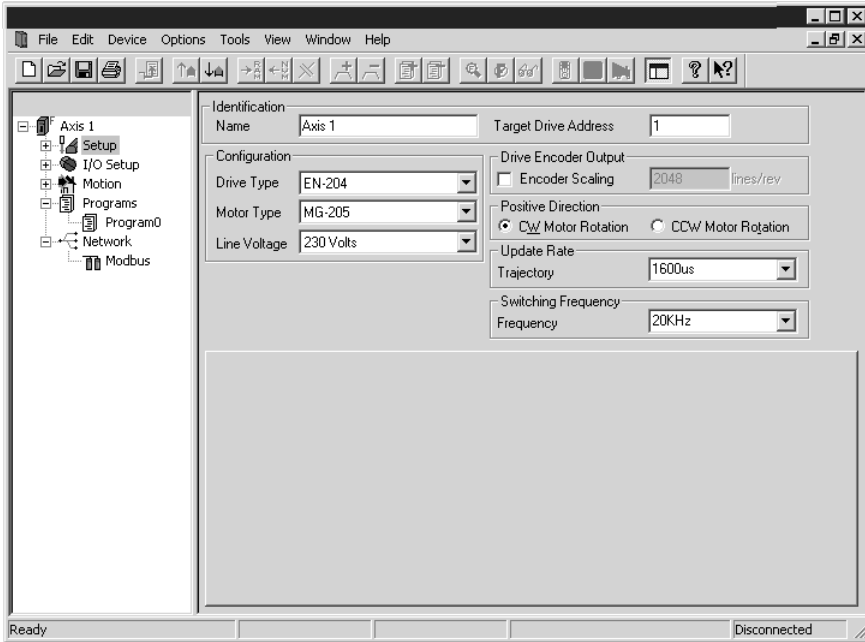 File Edit Device Options Tools View Window Help
Axis 1
Setup
I/O Setup
Motion
Programs
Program0
Network
Modbus
Identification
Name Axis 1 Target Drive Address 1
Configuration
Drive Type EN-204
Motor Type MG-205
Line Voltage 230 Volts
Drive Encoder Output
Encoder Scaling 2048 lines/rev
Positive Direction
CW Motor Rotation CCW Motor Rotation
Update Rate
Trajectory 1600us
Switching Frequency
Frequency 20KHz
Ready Disconnected